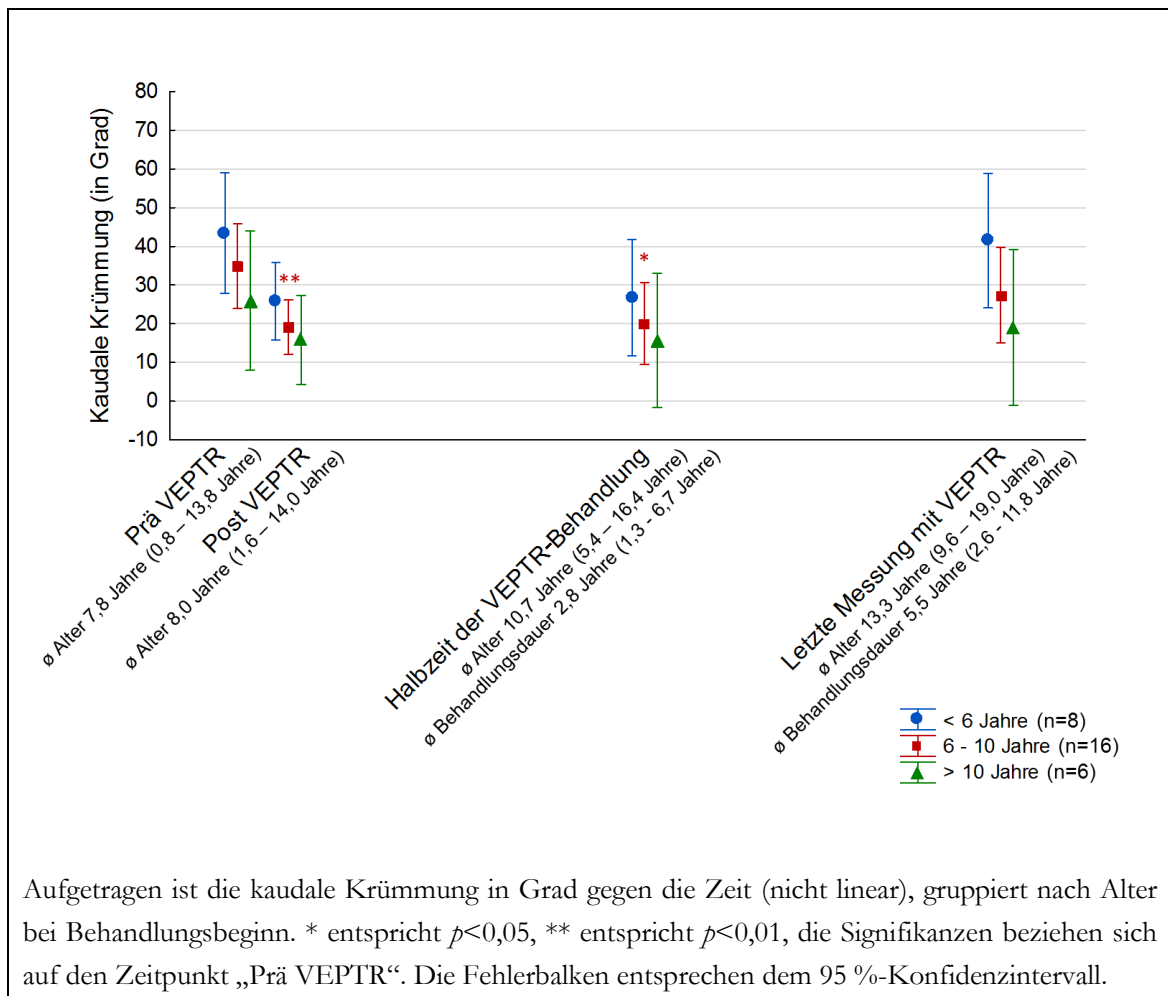 80
70
60
50
40
30
20
10
0
-10
Kaudale Krümmung (in Grad)
**
*
Prä VEPTR
ø Alter 7,8 Jahre (0,8 – 13,8 Jahre)
Post VEPTR
ø Alter 8,0 Jahre (1,6 – 14,0 Jahre)
Halbzeit der VEPTR-Behandlung
ø Alter 10,7 Jahre (5,4 – 16,4 Jahre)
ø Behandlungsdauer 2,8 Jahre (1,3 - 6,7 Jahre)
Letzte Messung mit VEPTR
ø Alter 13,3 Jahre (9,6 – 19,0 Jahre)
ø Behandlungsdauer 5,5 Jahre (2,6 - 11,8 Jahre)
< 6 Jahre (n=8)
6 - 10 Jahre (n=16)
> 10 Jahre (n=6)
Aufgetragen ist die kaudale Krümmung in Grad gegen die Zeit (nicht linear), gruppiert nach Alter
bei Behandlungsbeginn. * entspricht p<0,05, ** entspricht p<0,01, die Signifikanzen beziehen sich
auf den Zeitpunkt „Prä VEPTR“. Die Fehlerbalken entsprechen dem 95 %-Konfidenzintervall.